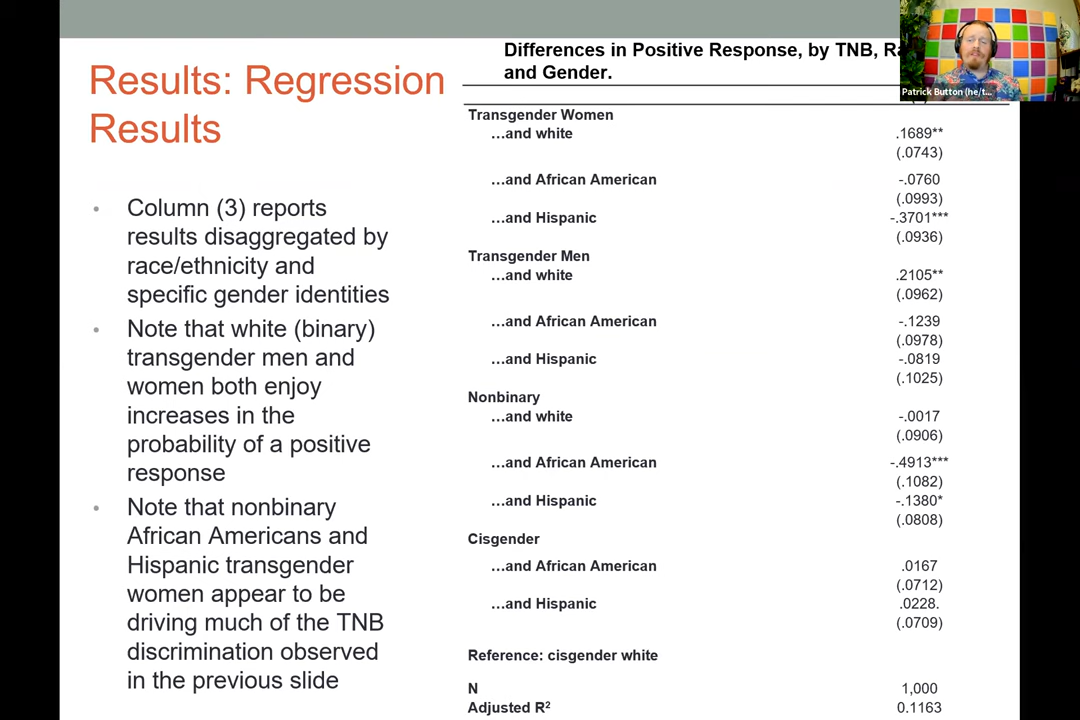 Differences in Positive Response, by TNB, Ra
and Gender.
Patrick Button (he/t...
Results: Regression
Results
• Column (3) reports
results disaggregated by
race/ethnicity and
specific gender identities
• Note that white (binary)
transgender men and
women both enjoy
increases in the
probability of a positive
response
• Note that nonbinary
African Americans and
Hispanic transgender
women appear to be
driving much of the TNB
discrimination observed
in the previous slide
Transgender Women
…and white .1689**
(.0743)
…and African American -.0760
(.0993)
…and Hispanic -.3701***
(.0936)
Transgender Men
…and white .2105**
(.0962)
…and African American -.1239
(.0978)
…and Hispanic -.0819
(.1025)
Nonbinary
…and white -.0017
(.0906)
…and African American -.4913***
(.1082)
…and Hispanic -.1380*
(.0808)
Cisgender
…and African American .0167
(.0712)
…and Hispanic .0228.
(.0709)
Reference: cisgender white
N 1,000
Adjusted R² 0.1163